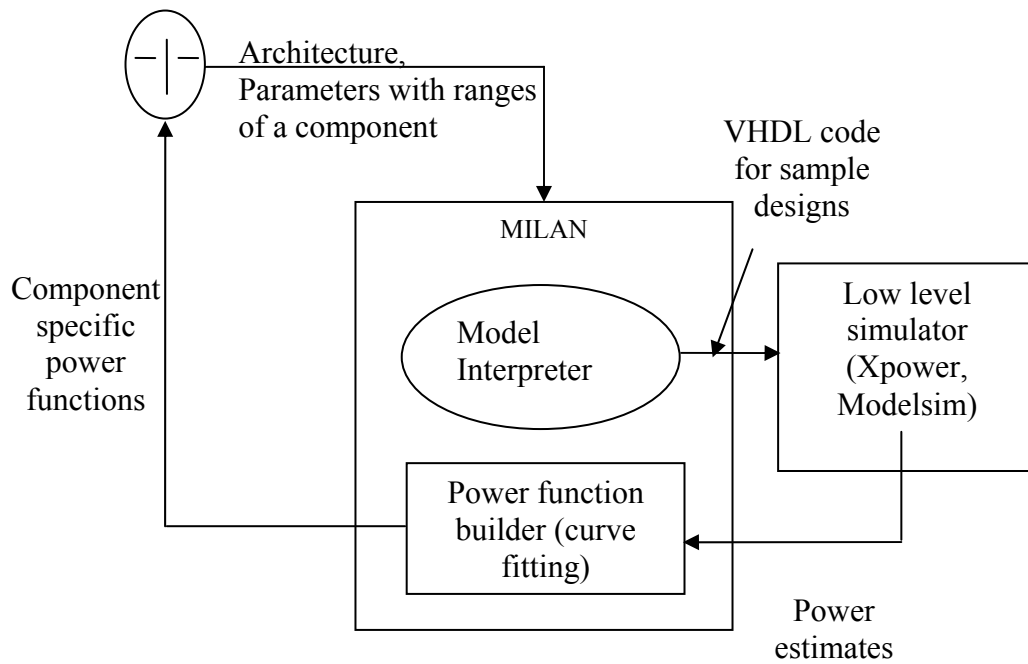 Architecture,
Parameters with ranges
of a component
VHDL code
for sample
designs
MILAN
Component
specific
power
functions
Model
Interpreter
Low level
simulator
(Xpower,
Modelsim)
Power function
builder (curve
fitting)
Power
estimates